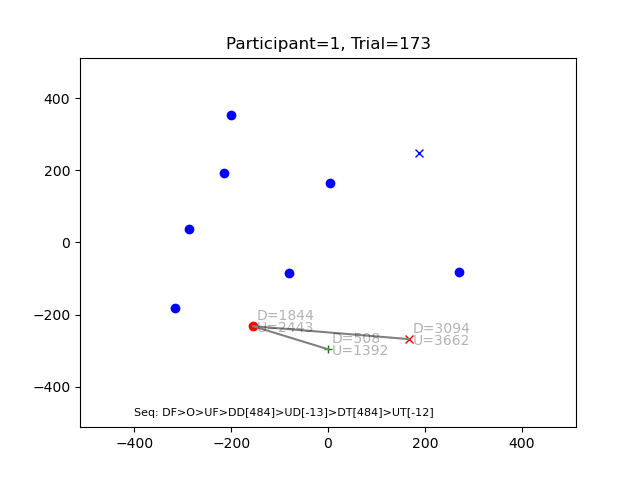 Participant=1, Trial=173
400
200
0
−200
−400
D=1844
U=2443
D=508
U=1392
D=3094
U=3662
Seq: DF>O>UF>DD[484]>UD[-13]>DT[484]>UT[-12]
−400
−200
0
200
400